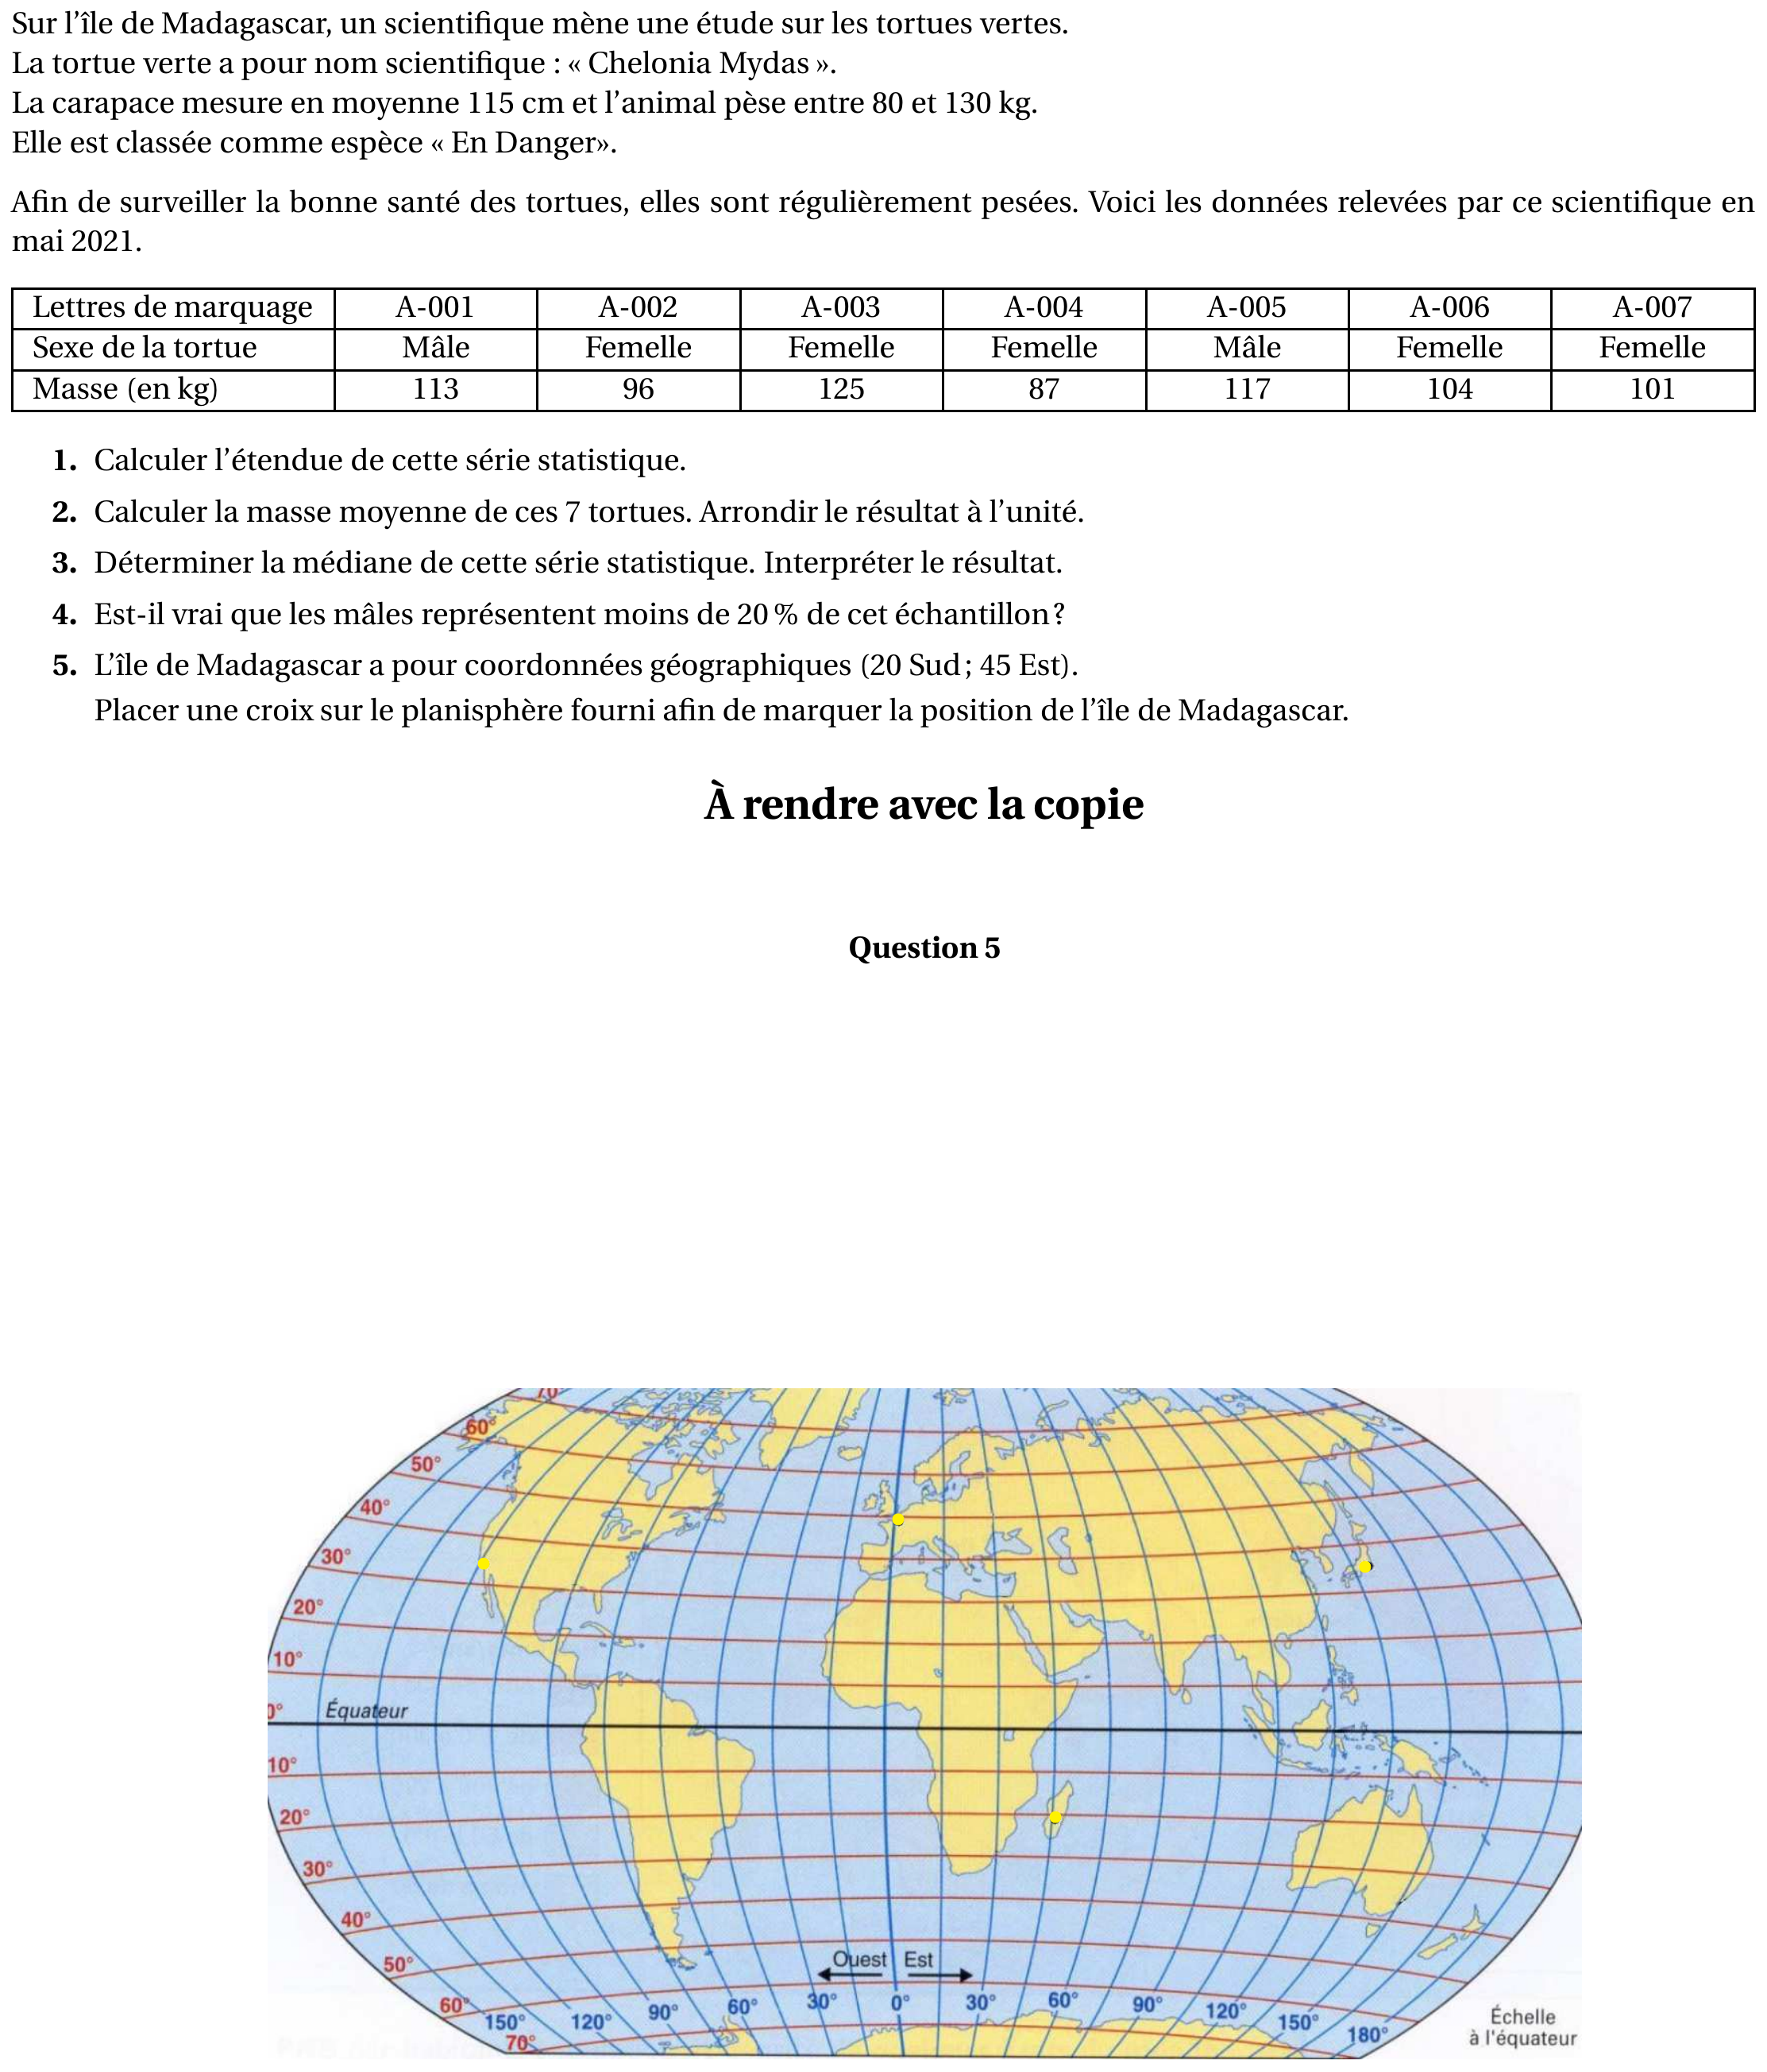 Sur l'île de Madagascar, un scientifique mène une étude sur les tortues vertes.
La tortue verte a pour nom scientifique : « Chelonia Mydas ».
La carapace mesure en moyenne 115 cm et l'animal pèse entre 80 et 130 kg.
Elle est classée comme espèce « En Danger».
Afin de surveiller la bonne santé des tortues, elles sont régulièrement pesées. Voici les données relevées par ce scientifique en
mai 2021.
Lettres de marquage A-001 A-002 A-003 A-004 A-005 A-006 A-007
Sexe de la tortue Mâle Femelle Femelle Femelle Mâle Femelle Femelle
Masse (en kg) 113 96 125 87 117 104 101
1. Calculer l'étendue de cette série statistique.
2. Calculer la masse moyenne de ces 7 tortues. Arrondir le résultat à l'unité.
3. Déterminer la médiane de cette série statistique. Interpréter le résultat.
4. Est-il vrai que les mâles représentent moins de 20 % de cet échantillon ?
5. L'île de Madagascar a pour coordonnées géographiques (20 Sud ; 45 Est).
Placer une croix sur le planisphère fourni afin de marquer la position de l'île de Madagascar.
À rendre avec la copie
Question 5
70°
60°
50°
40°
30°
20°
10°
0° Équateur
10°
20°
30°
40°
50°
Ouest Est
60°
150° 120° 90° 60° 30° 0° 30° 60° 90° 120° 150° 180°
70°
Échelle
à l'équateur